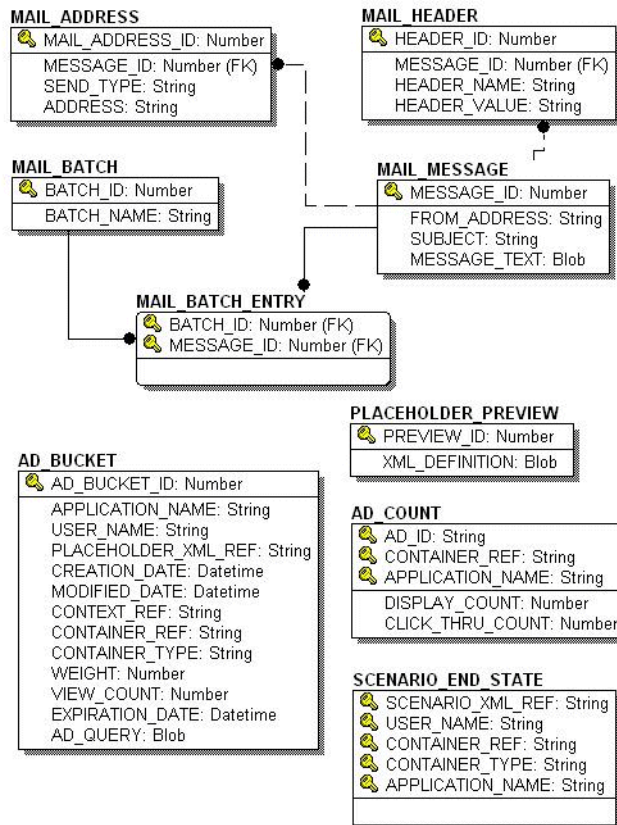 MAIL_ADDRESS
MAIL_ADDRESS_ID: Number
MESSAGE_ID: Number (FK)
SEND_TYPE: String
ADDRESS: String
MAIL_HEADER
HEADER_ID: Number
MESSAGE_ID: Number (FK)
HEADER_NAME: String
HEADER_VALUE: String
MAIL_BATCH
BATCH_ID: Number
BATCH_NAME: String
MAIL_MESSAGE
MESSAGE_ID: Number
FROM_ADDRESS: String
SUBJECT: String
MESSAGE_TEXT: Blob
MAIL_BATCH_ENTRY
BATCH_ID: Number (FK)
MESSAGE_ID: Number (FK)
PLACEHOLDER_PREVIEW
PREVIEW_ID: Number
XML_DEFINITION: Blob
AD_BUCKET
AD_BUCKET_ID: Number
APPLICATION_NAME: String
USER_NAME: String
PLACEHOLDER_XML_REF: String
CREATION_DATE: Datetime
MODIFIED_DATE: Datetime
CONTEXT_REF: String
CONTAINER_REF: String
CONTAINER_TYPE: String
WEIGHT: Number
VIEW_COUNT: Number
EXPIRATION_DATE: Datetime
AD_QUERY: Blob
AD_COUNT
AD_ID: String
CONTAINER_REF: String
APPLICATION_NAME: String
DISPLAY_COUNT: Number
CLICK_THRU_COUNT: Number
SCENARIO_END_STATE
SCENARIO_XML_REF: String
USER_NAME: String
CONTAINER_REF: String
CONTAINER_TYPE: String
APPLICATION_NAME: String